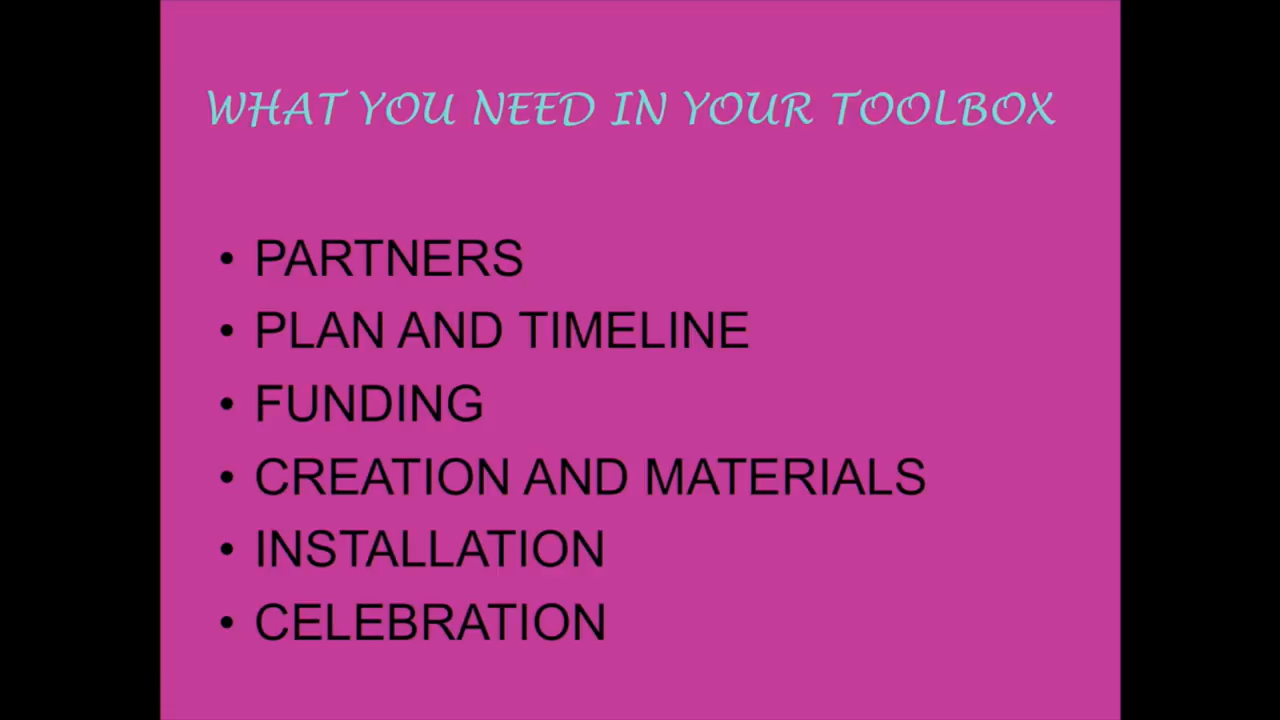 WHAT YOU NEED IN YOUR TOOLBOX
• PARTNERS
• PLAN AND TIMELINE
• FUNDING
• CREATION AND MATERIALS
• INSTALLATION
• CELEBRATION